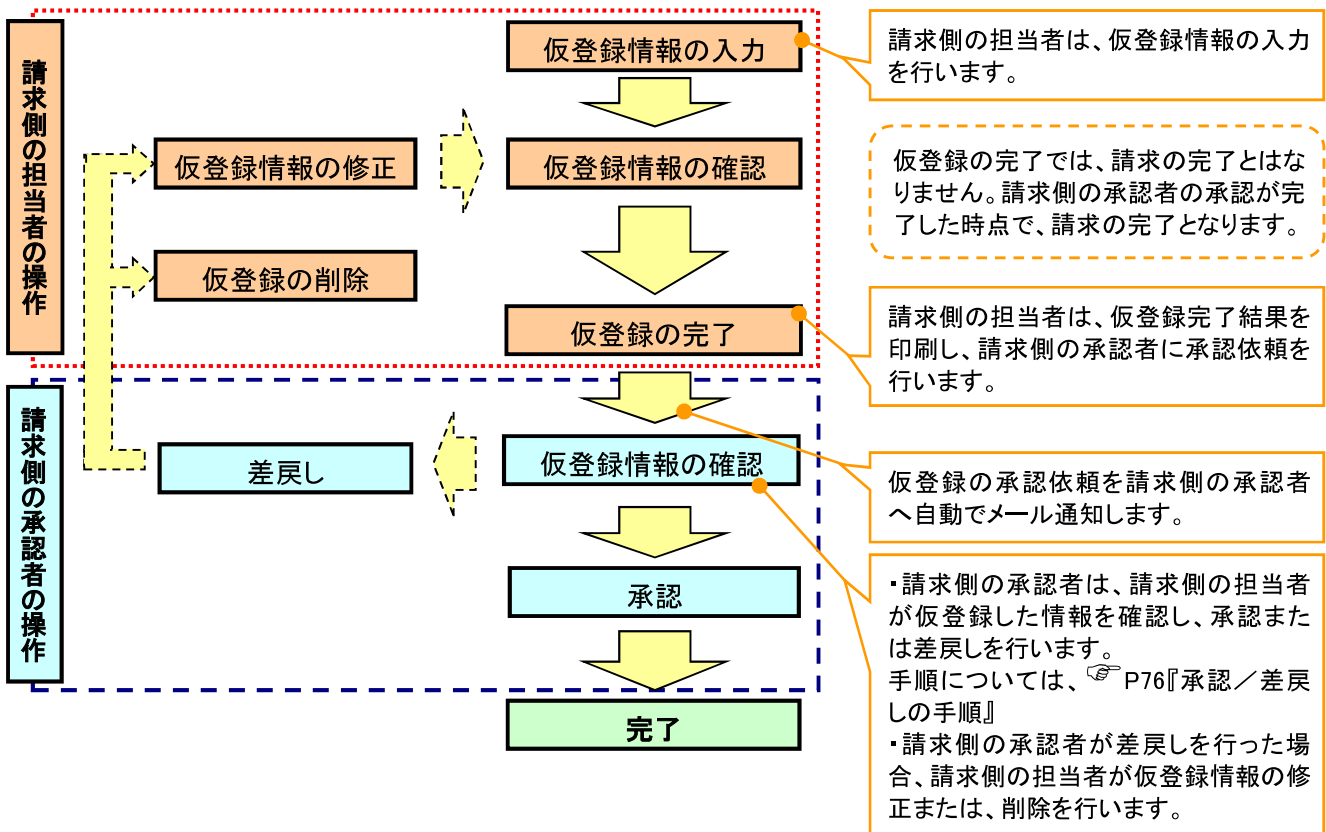 請求側の担当者の操作
仮登録情報の入力
仮登録情報の修正
仮登録情報の確認
仮登録の削除
仮登録の完了
請求側の承認者の操作
差戻し
仮登録情報の確認
承認
完了
請求側の担当者は、仮登録情報の入力
を行います。
仮登録の完了では、請求の完了とはな
りません。請求側の承認者の承認が完
了した時点で、請求の完了となります。
請求側の担当者は、仮登録完了結果を
印刷し、請求側の承認者に承認依頼を
行います。
仮登録の承認依頼を請求側の承認者
へ自動でメール通知します。
・請求側の承認者は、請求側の担当者
が仮登録した情報を確認し、承認また
は差戻しを行います。
手順については、☞P76『承認／差戻
しの手順』
・請求側の承認者が差戻しを行った場
合、請求側の担当者が仮登録情報の修
正または、削除を行います。